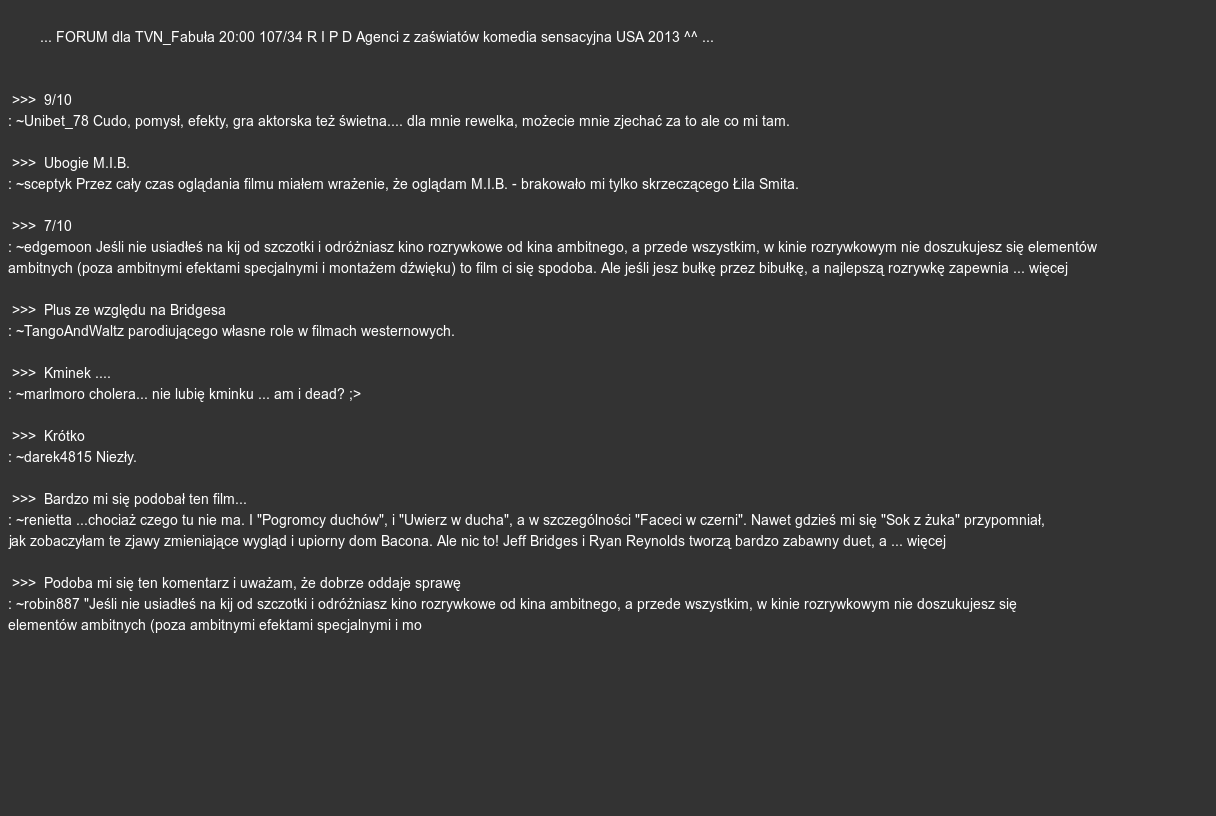 ... FORUM dla TVN_Fabuła 20:00 107/34 R I P D Agenci z zaświatów komedia sensacyjna USA 2013 ^^ ...
>>> 9/10
: ~Unibet_78 Cudo, pomysł, efekty, gra aktorska też świetna.... dla mnie rewelka, możecie mnie zjechać za to ale co mi tam.
>>> Ubogie M.I.B.
: ~sceptyk Przez cały czas oglądania filmu miałem wrażenie, że oglądam M.I.B. - brakowało mi tylko skrzeczącego Łila Smita.
>>> 7/10
: ~edgemoon Jeśli nie usiadłeś na kij od szczotki i odróżniasz kino rozrywkowe od kina ambitnego, a przede wszystkim, w kinie rozrywkowym nie doszukujesz się elementów
ambitnych (poza ambitnymi efektami specjalnymi i montażem dźwięku) to film ci się spodoba. Ale jeśli jesz bułkę przez bibułkę, a najlepszą rozrywkę zapewnia ... więcej
>>> Plus ze względu na Bridgesa
: ~TangoAndWaltz parodiującego własne role w filmach westernowych.
>>> Kminek ....
: ~marlmoro cholera... nie lubię kminku ... am i dead? ;>
>>> Krótko
: ~darek4815 Niezły.
>>> Bardzo mi się podobał ten film...
: ~renietta ...chociaż czego tu nie ma. I "Pogromcy duchów", i "Uwierz w ducha", a w szczególności "Faceci w czerni". Nawet gdzieś mi się "Sok z żuka" przypomniał,
jak zobaczyłam te zjawy zmieniające wygląd i upiorny dom Bacona. Ale nic to! Jeff Bridges i Ryan Reynolds tworzą bardzo zabawny duet, a ... więcej
>>> Podoba mi się ten komentarz i uważam, że dobrze oddaje sprawę
: ~robin887 "Jeśli nie usiadłeś na kij od szczotki i odróżniasz kino rozrywkowe od kina ambitnego, a przede wszystkim, w kinie rozrywkowym nie doszukujesz się
elementów ambitnych (poza ambitnymi efektami specjalnymi i mo